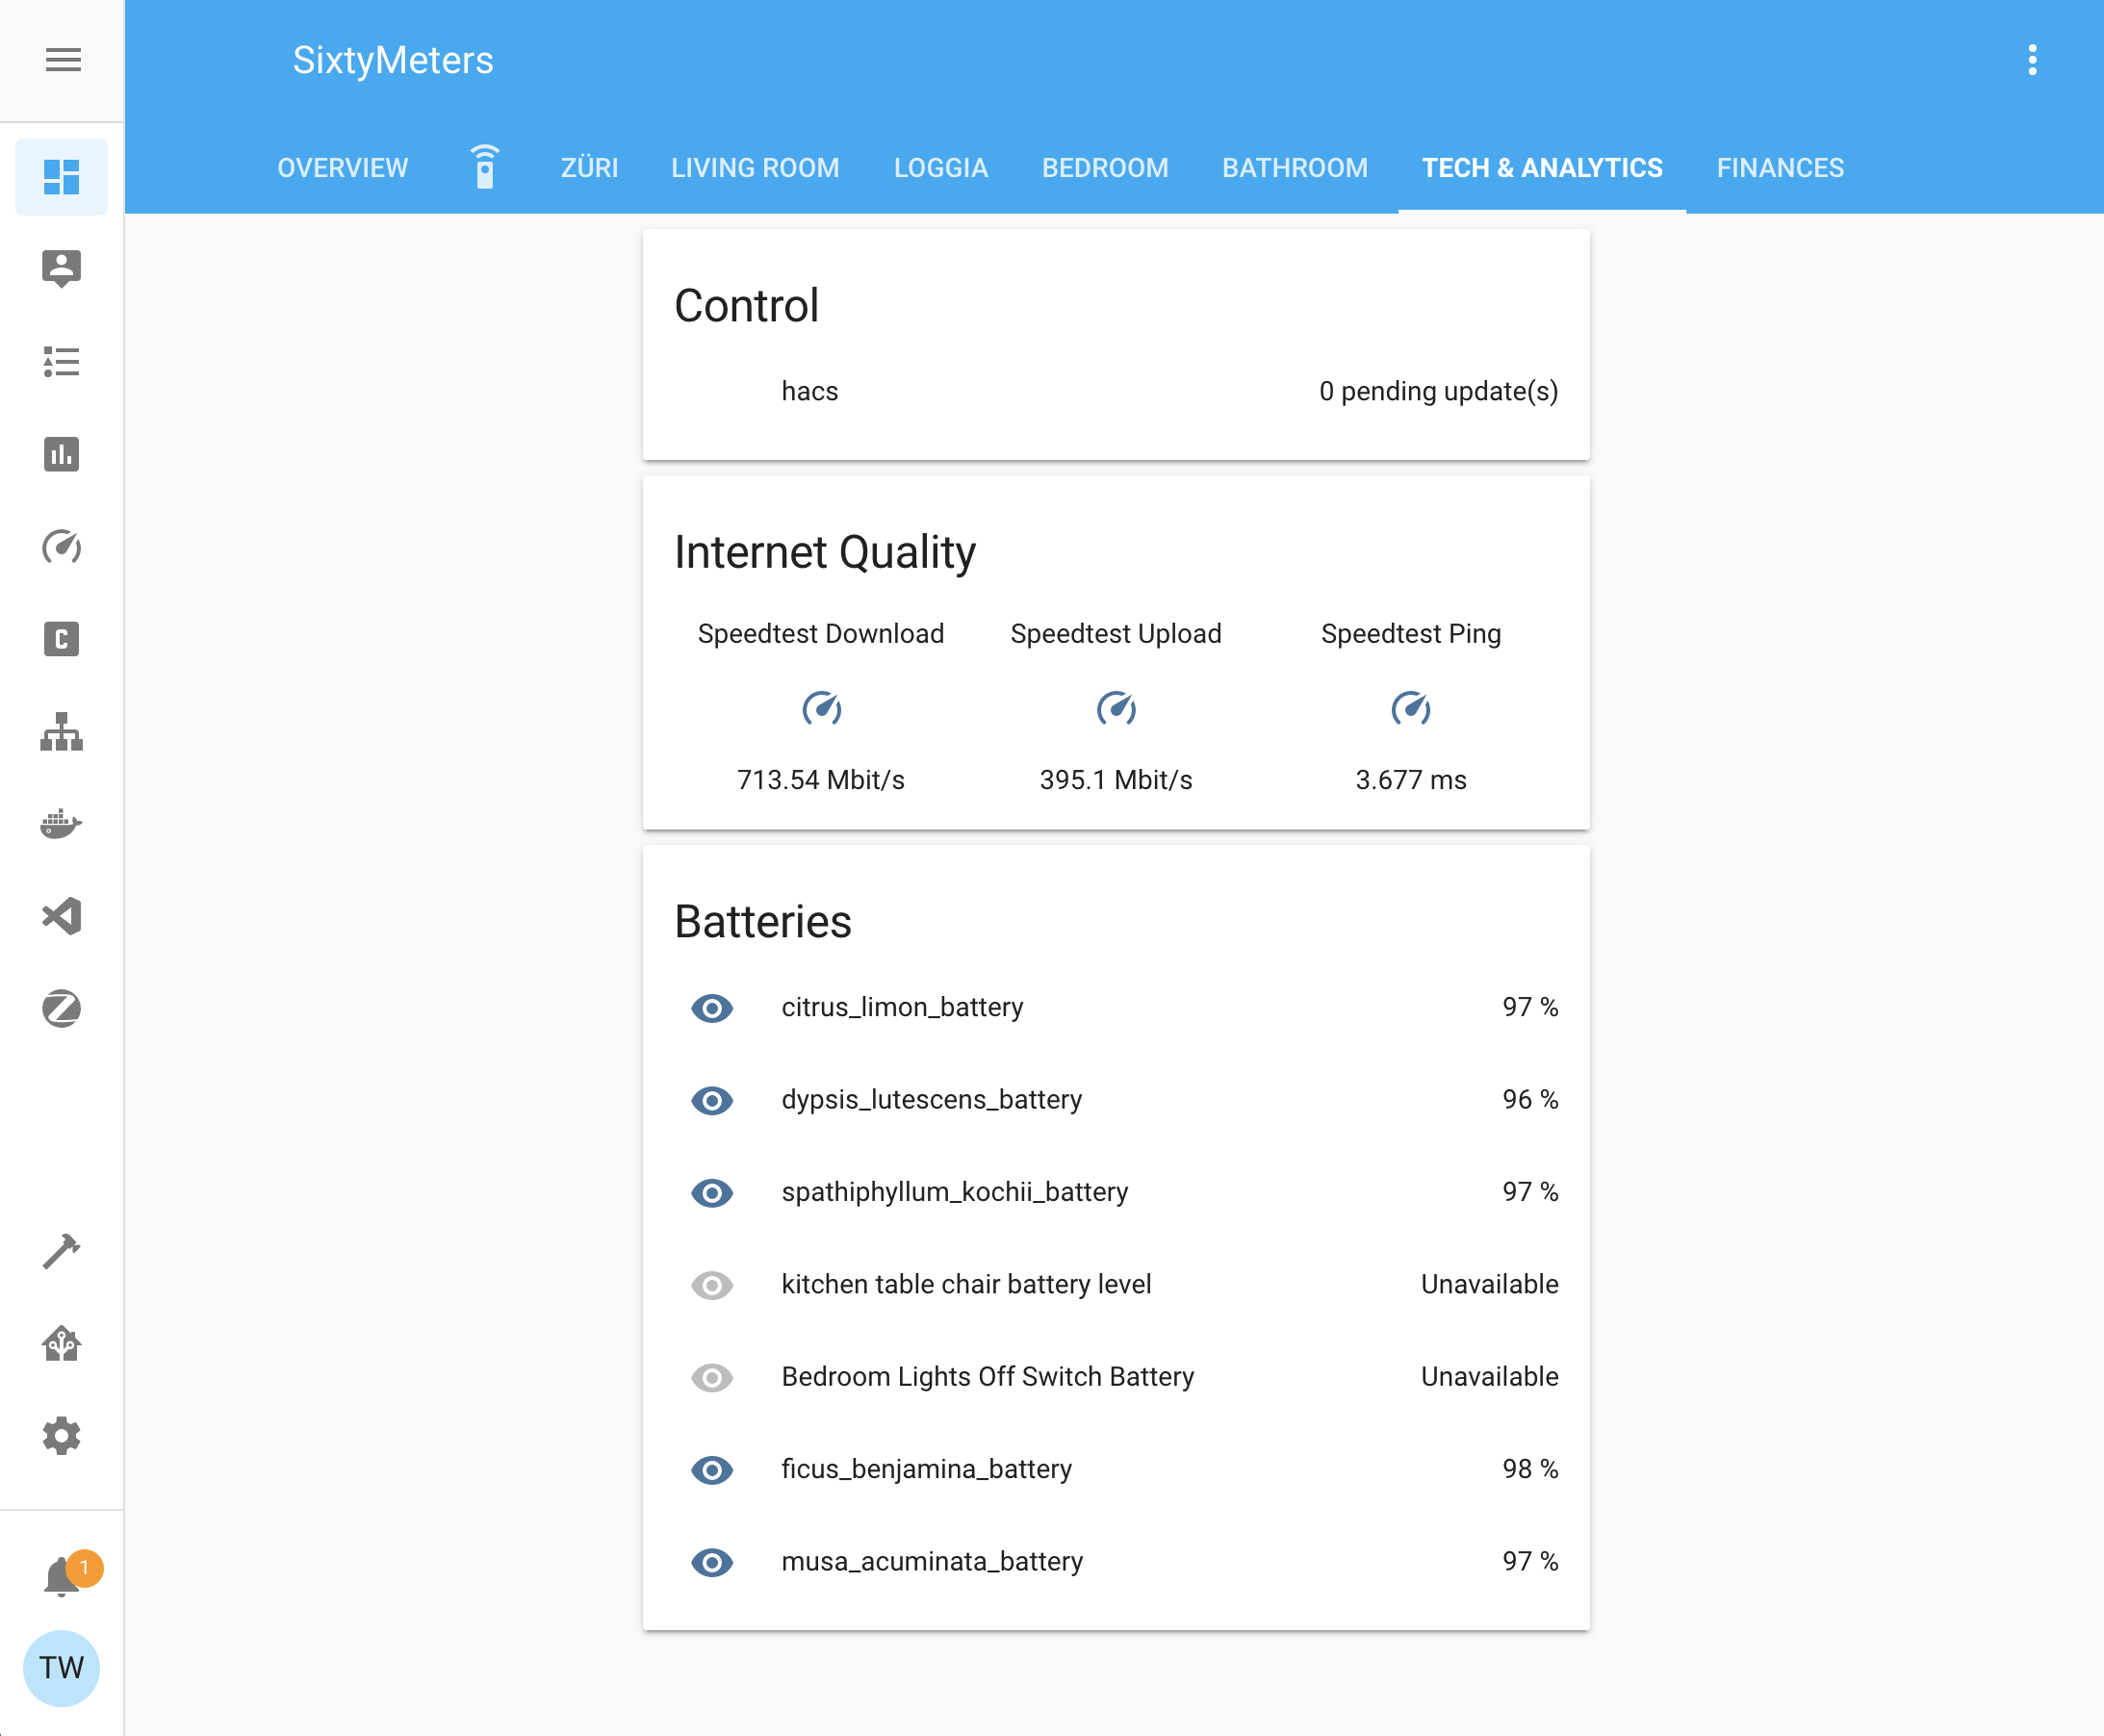 SixtyMeters
OVERVIEW ZÜRI LIVING ROOM LOGGIA BEDROOM BATHROOM TECH & ANALYTICS FINANCES
Control
hacs 0 pending update(s)
Internet Quality
Speedtest Download Speedtest Upload Speedtest Ping
713.54 Mbit/s 395.1 Mbit/s 3.677 ms
Batteries
citrus_limon_battery 97 %
dypsis_lutescens_battery 96 %
spathiphyllum_kochii_battery 97 %
kitchen table chair battery level Unavailable
Bedroom Lights Off Switch Battery Unavailable
ficus_benjamina_battery 98 %
musa_acuminata_battery 97 %
C
1
TW